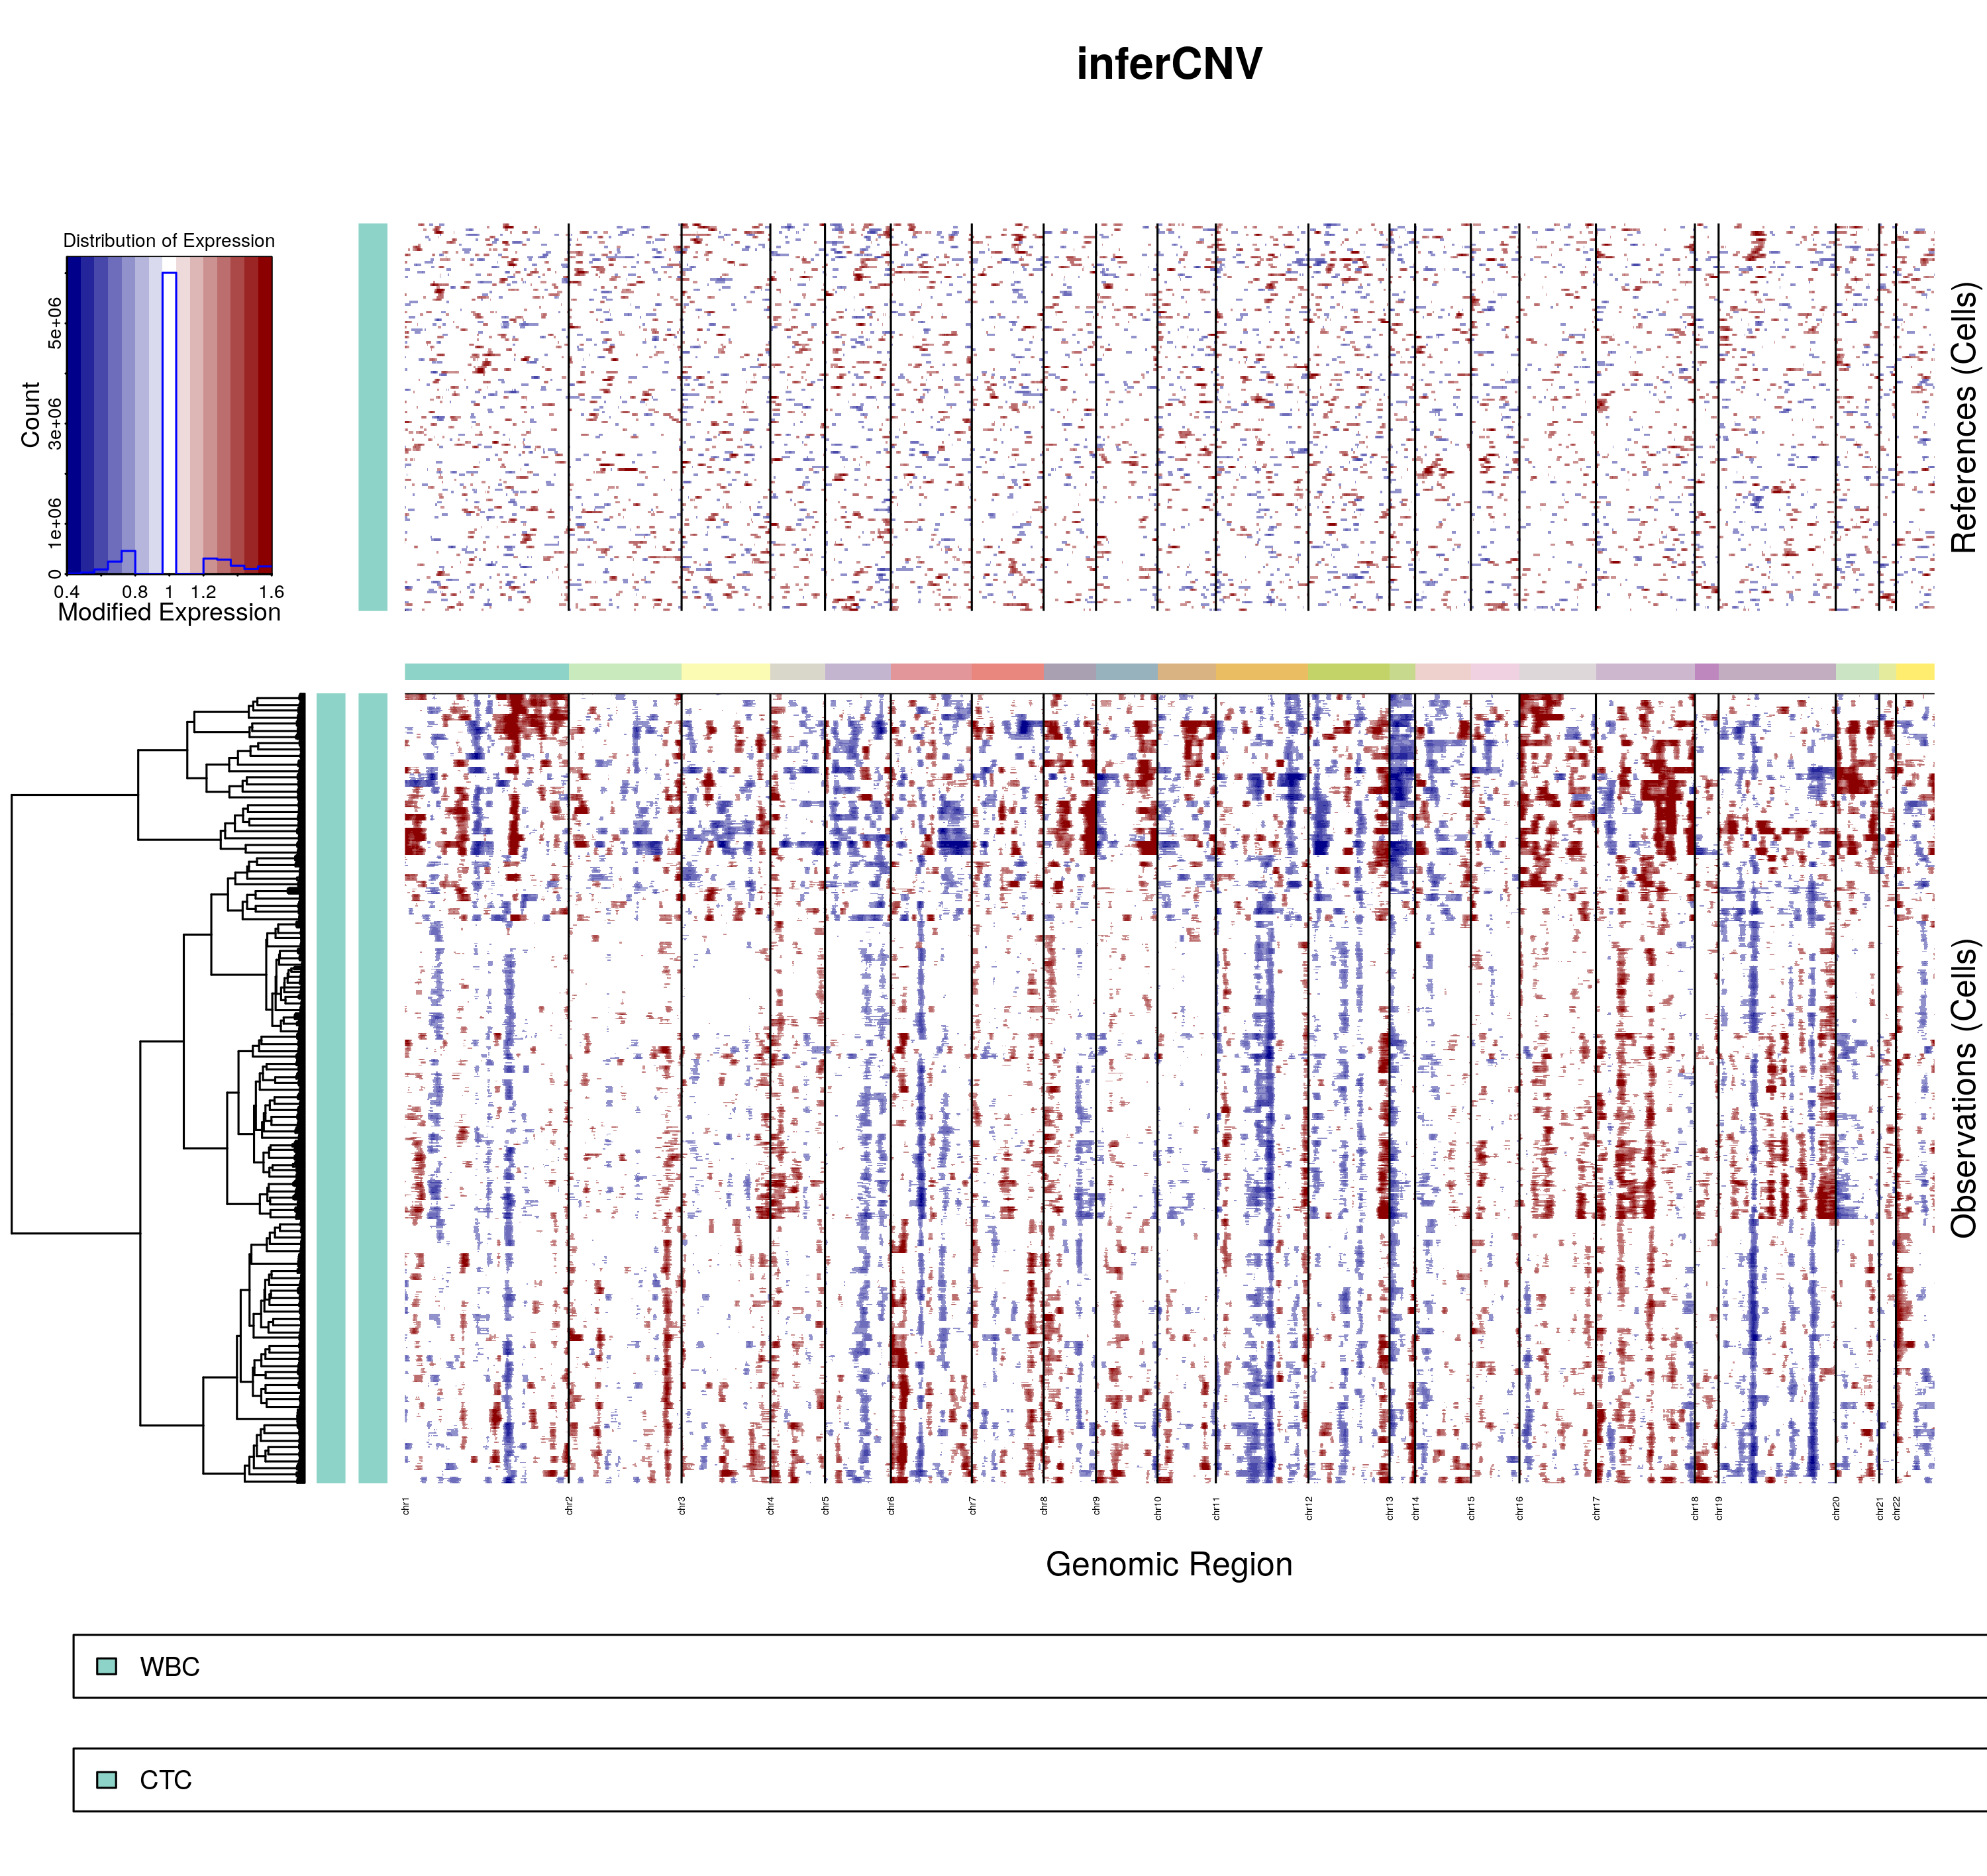 inferCNV
Distribution of Expression
Count
0 1e+06 3e+06 5e+06
0.4 0.8 1 1.2 1.6
Modified Expression
References (Cells)
Observations (Cells)
chr1 chr2 chr3 chr4 chr5 chr6 chr7 chr8 chr9 chr10 chr11 chr12 chr13 chr14 chr15 chr16 chr17 chr18 chr19 chr20 chr21 chr22
Genomic Region
WBC
CTC